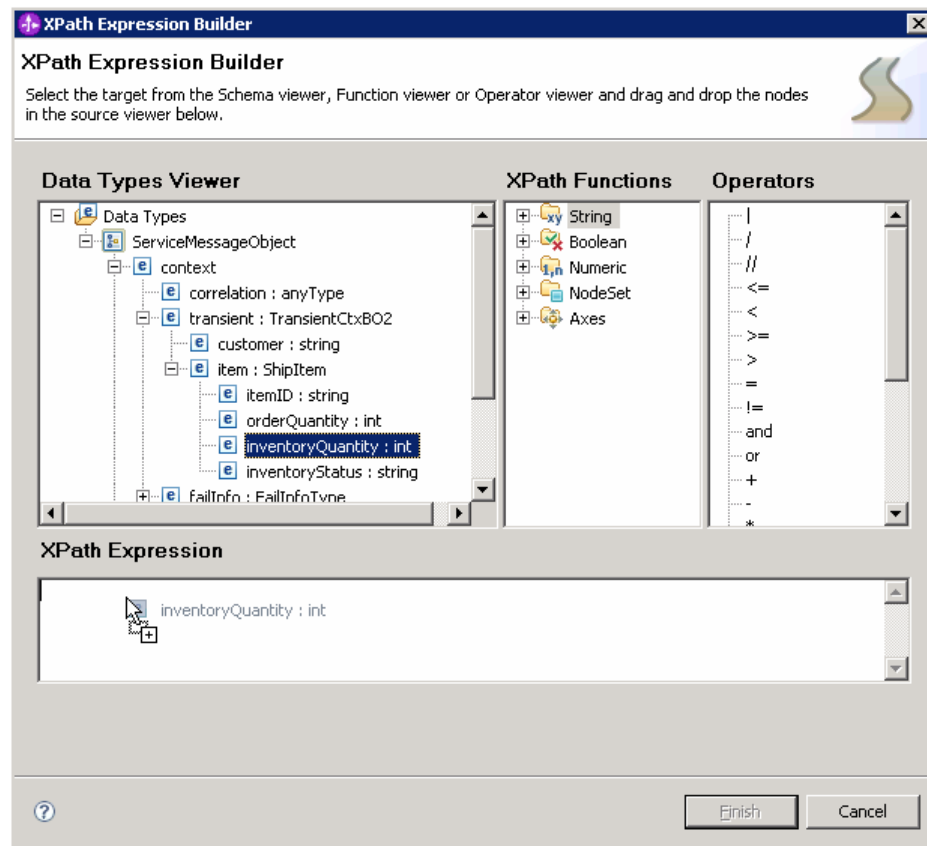 XPath Expression Builder
XPath Expression Builder
Select the target from the Schema viewer, Function viewer or Operator viewer and drag and drop the nodes
in the source viewer below.
Data Types Viewer
Data Types
ServiceMessageObject
context
correlation : anyType
transient : TransientCtxBO2
customer : string
item : ShipItem
itemID : string
orderQuantity : int
inventoryQuantity : int
inventoryStatus : string
failInfo : FailInfoType
XPath Functions
String
Boolean
Numeric
NodeSet
Axes
Operators
|
/
//
<=
<
>=
>
=
!=
and
or
+
-
*
XPath Expression
inventoryQuantity : int
Finish
Cancel